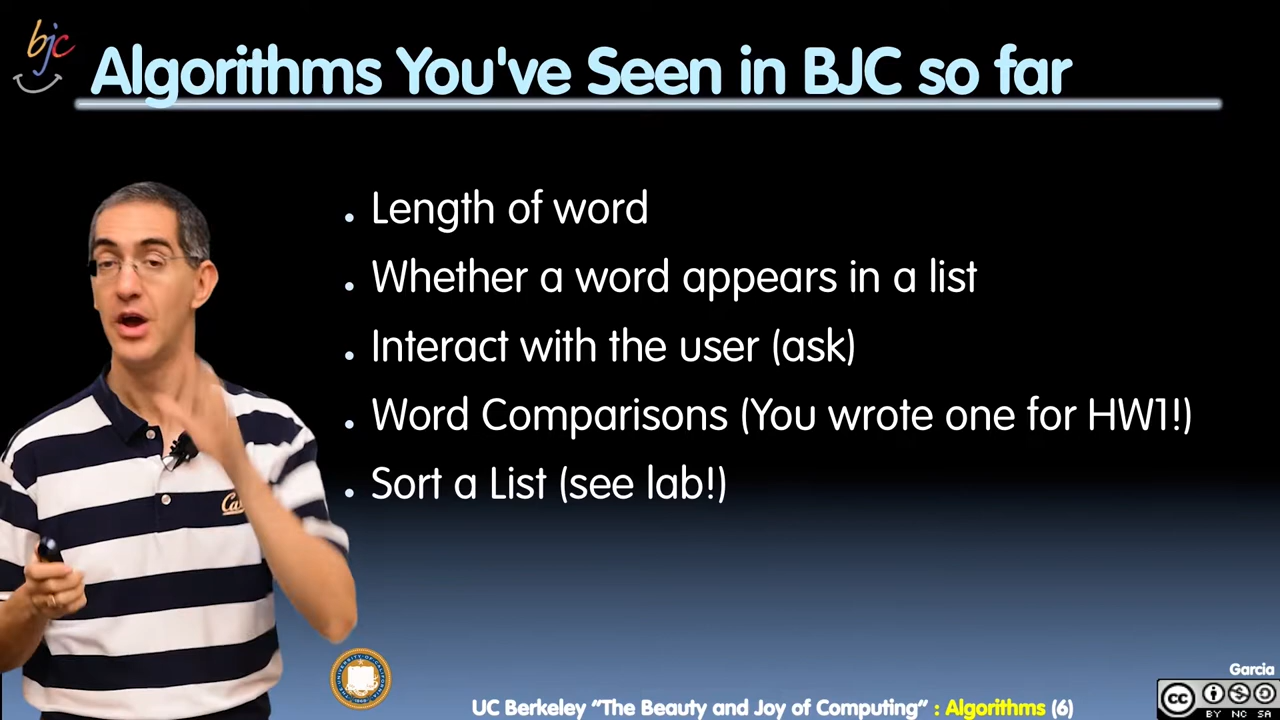 bjc
Algorithms You've Seen in BJC so far
Length of word
Whether a word appears in a list
Interact with the user (ask)
Word Comparisons (You wrote one for HW1!)
Sort a List (see lab!)
Garcia
UC Berkeley "The Beauty and Joy of Computing" : Algorithms (6)
cc
BY NC SA